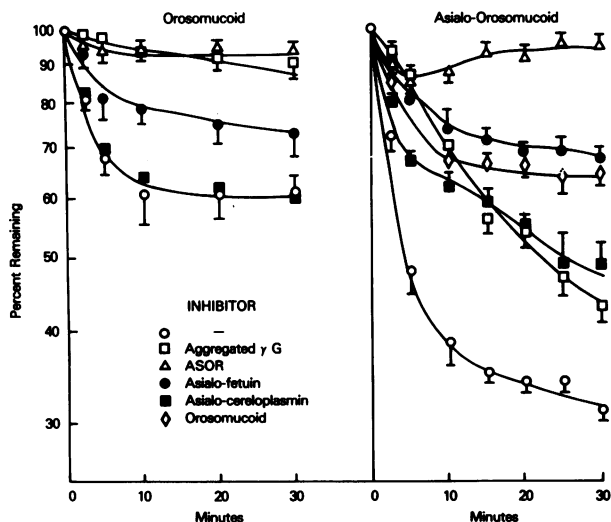 Orosomucoid
Asialo-Orosomucoid
Percent Remaining
100
90
80
70
60
50
40
30
INHIBITOR
—
Aggregated γ G
ASOR
Asialo-fetuin
Asialo-cereloplasmin
Orosomucoid
0 10 20 30
Minutes
0 10 20 30
Minutes